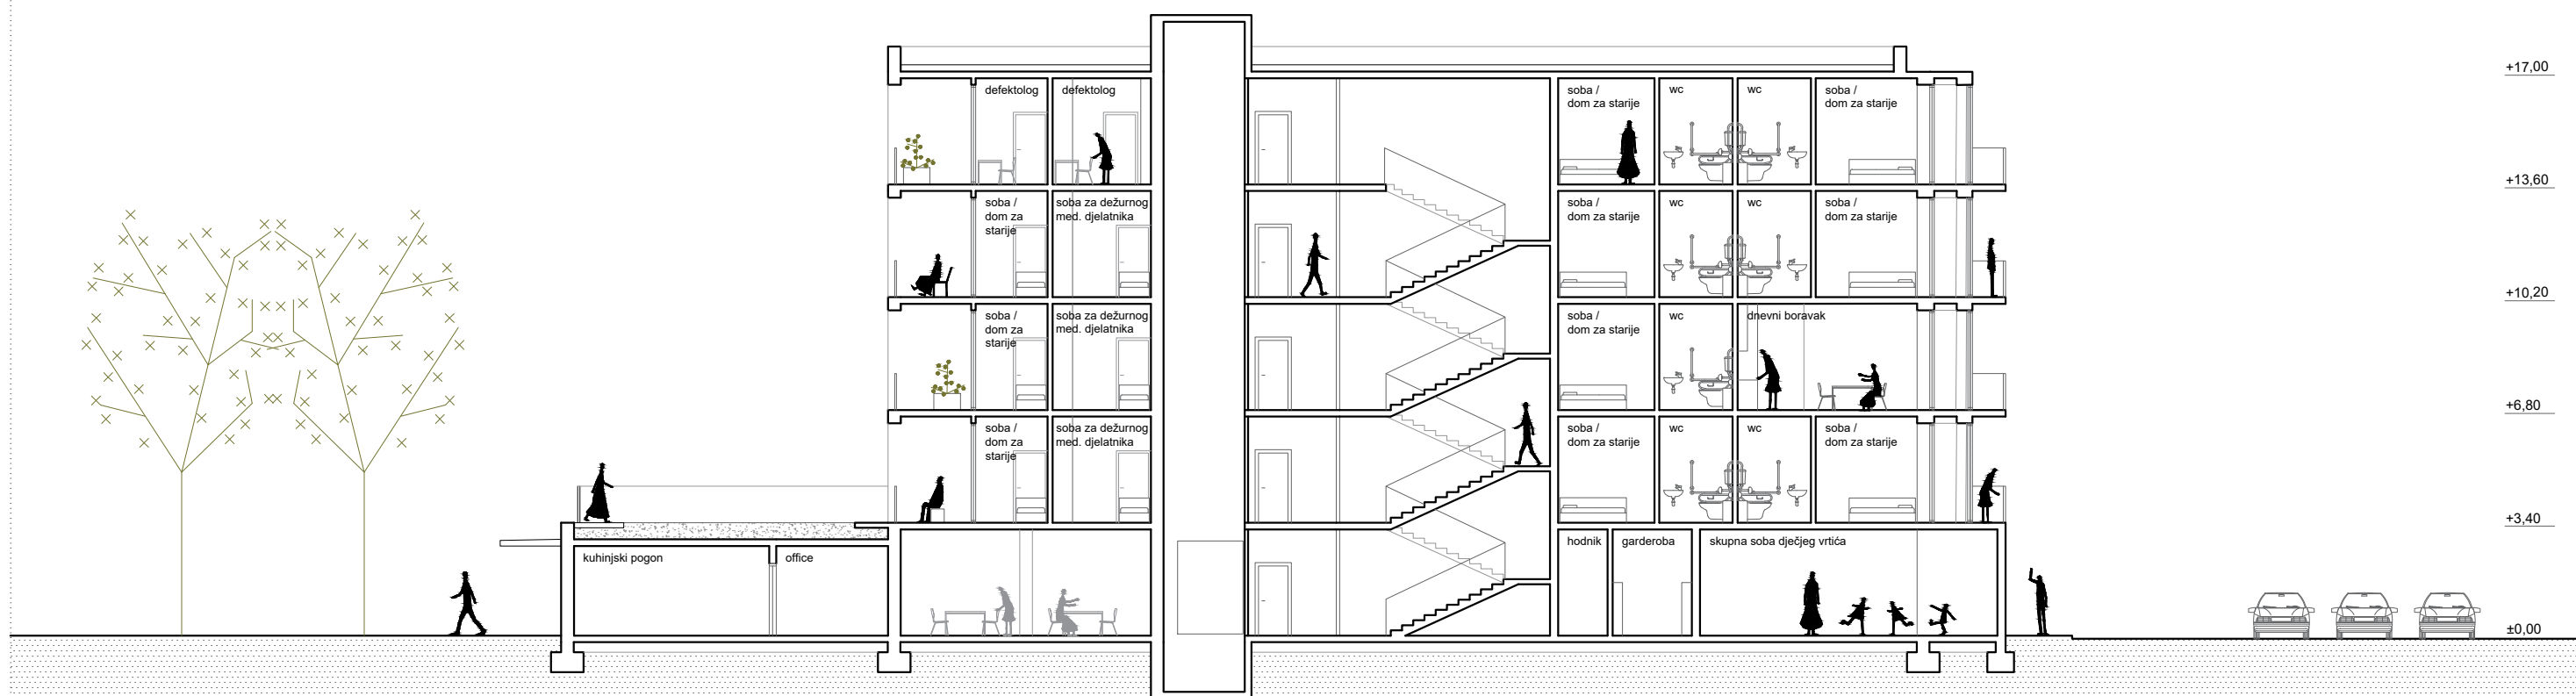 +17,00
defektolog
defektolog
soba /
dom za starije
wc
wc
soba /
dom za starije
+13,60
soba /
dom za
starije
soba za dežurnog
med. djelatnika
soba /
dom za starije
wc
wc
soba /
dom za starije
+10,20
soba /
dom za
starije
soba za dežurnog
med. djelatnika
soba /
dom za starije
wc
dnevni boravak
+6,80
soba /
dom za
starije
soba za dežurnog
med. djelatnika
soba /
dom za starije
wc
wc
soba /
dom za starije
+3,40
kuhinjski pogon
office
hodnik
garderoba
skupna soba dječjeg vrtića
±0,00